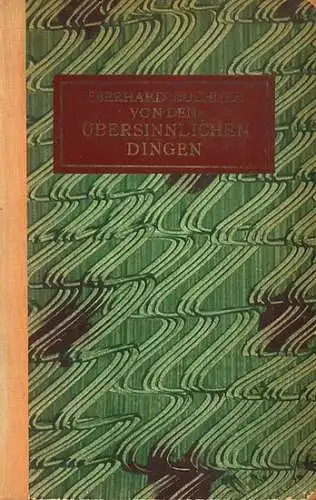 EBERHARD BUCHNER
VON DEN
ÜBERSINNLICHEN
DINGEN